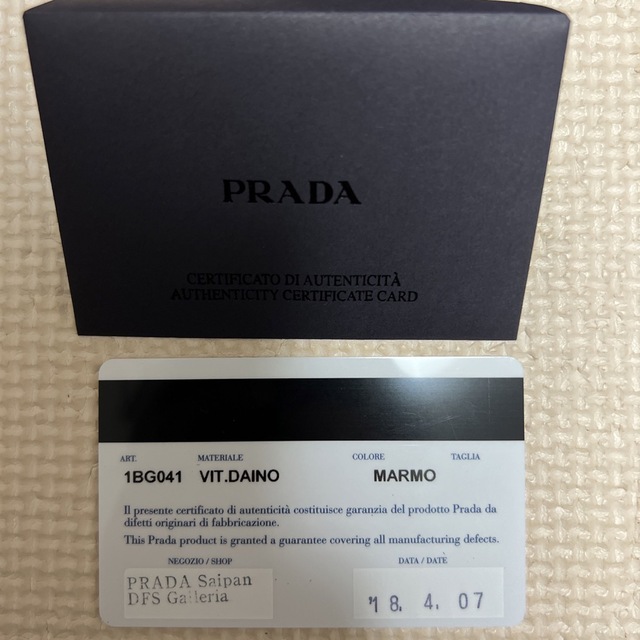 PRADA
CERTIFICATO DI AUTENTICITÀ
AUTHENTICITY CERTIFICATE CARD
ART. MATERIALE COLORE TAGLIA
1BG041 VIT.DAINO MARMO
Il presente certificato di autenticità costituisce garanzia del prodotto Prada da
difetti originari di fabbricazione.
This Prada product is granted a guarantee covering all manufacturing defects.
NEGOZIO / SHOP DATA / DATE
PRADA Saipan
DFS Galleria
'18. 4. 07